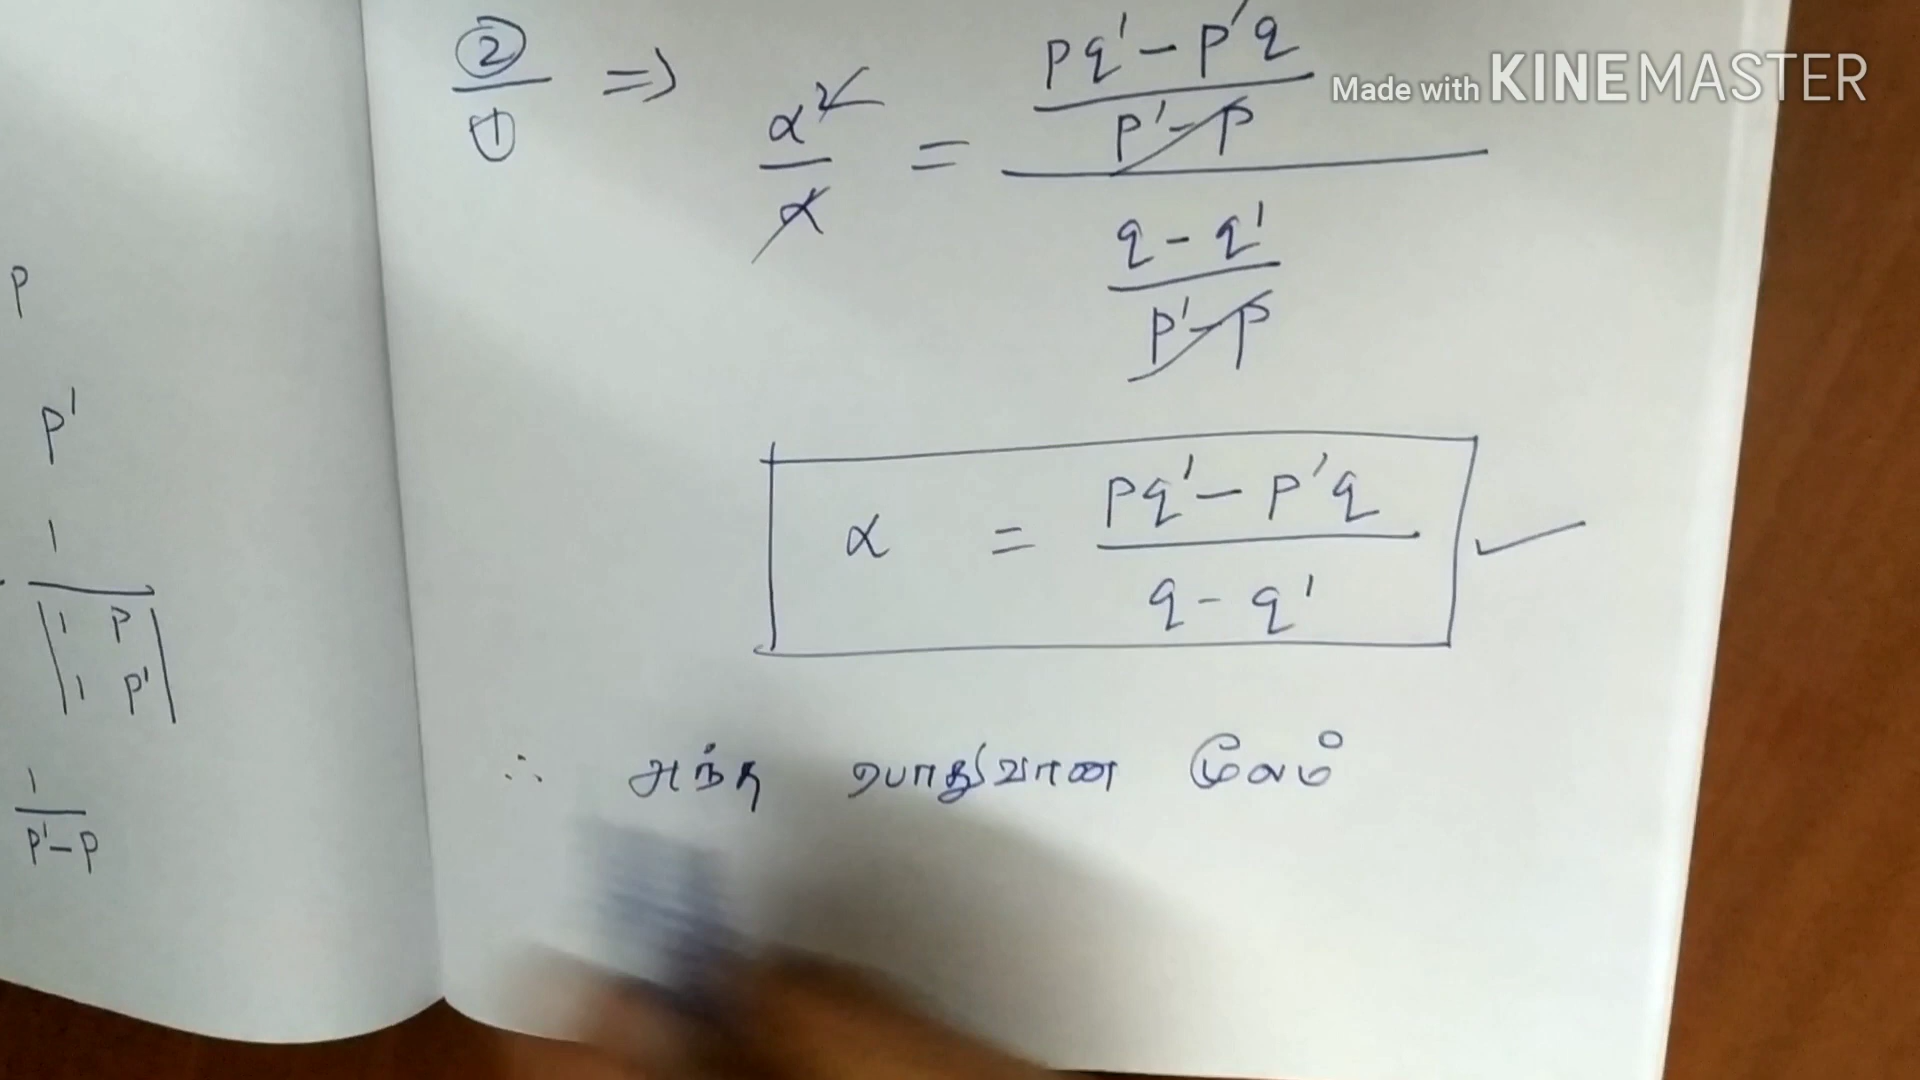 P
P'
1
| 1 P |
| 1 P' |
1
P' - P
② / ① => α² / α = (pq' - p'q) / (P' - P) / (q - q') / (P' - P)
Made with KINEMASTER
α = (pq' - p'q) / (q - q') ✓
∴ அந்த பொதுவான மூலம்